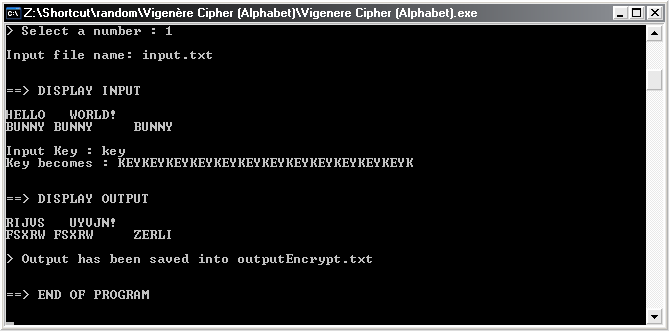 Z:\Shortcut\random\Vigenère Cipher (Alphabet)\Vigenere Cipher (Alphabet).exe
> Select a number : 1
Input file name: input.txt
==> DISPLAY INPUT
HELLO   WORLD!
BUNNY BUNNY     BUNNY
Input Key : key
Key becomes : KEYKEYKEYKEYKEYKEYKEYKEYKEYKEYKEYKEYK
==> DISPLAY OUTPUT
RIJVS   UYVJN!
FSXRW FSXRW     ZERLI
> Output has been saved into outputEncrypt.txt
==> END OF PROGRAM